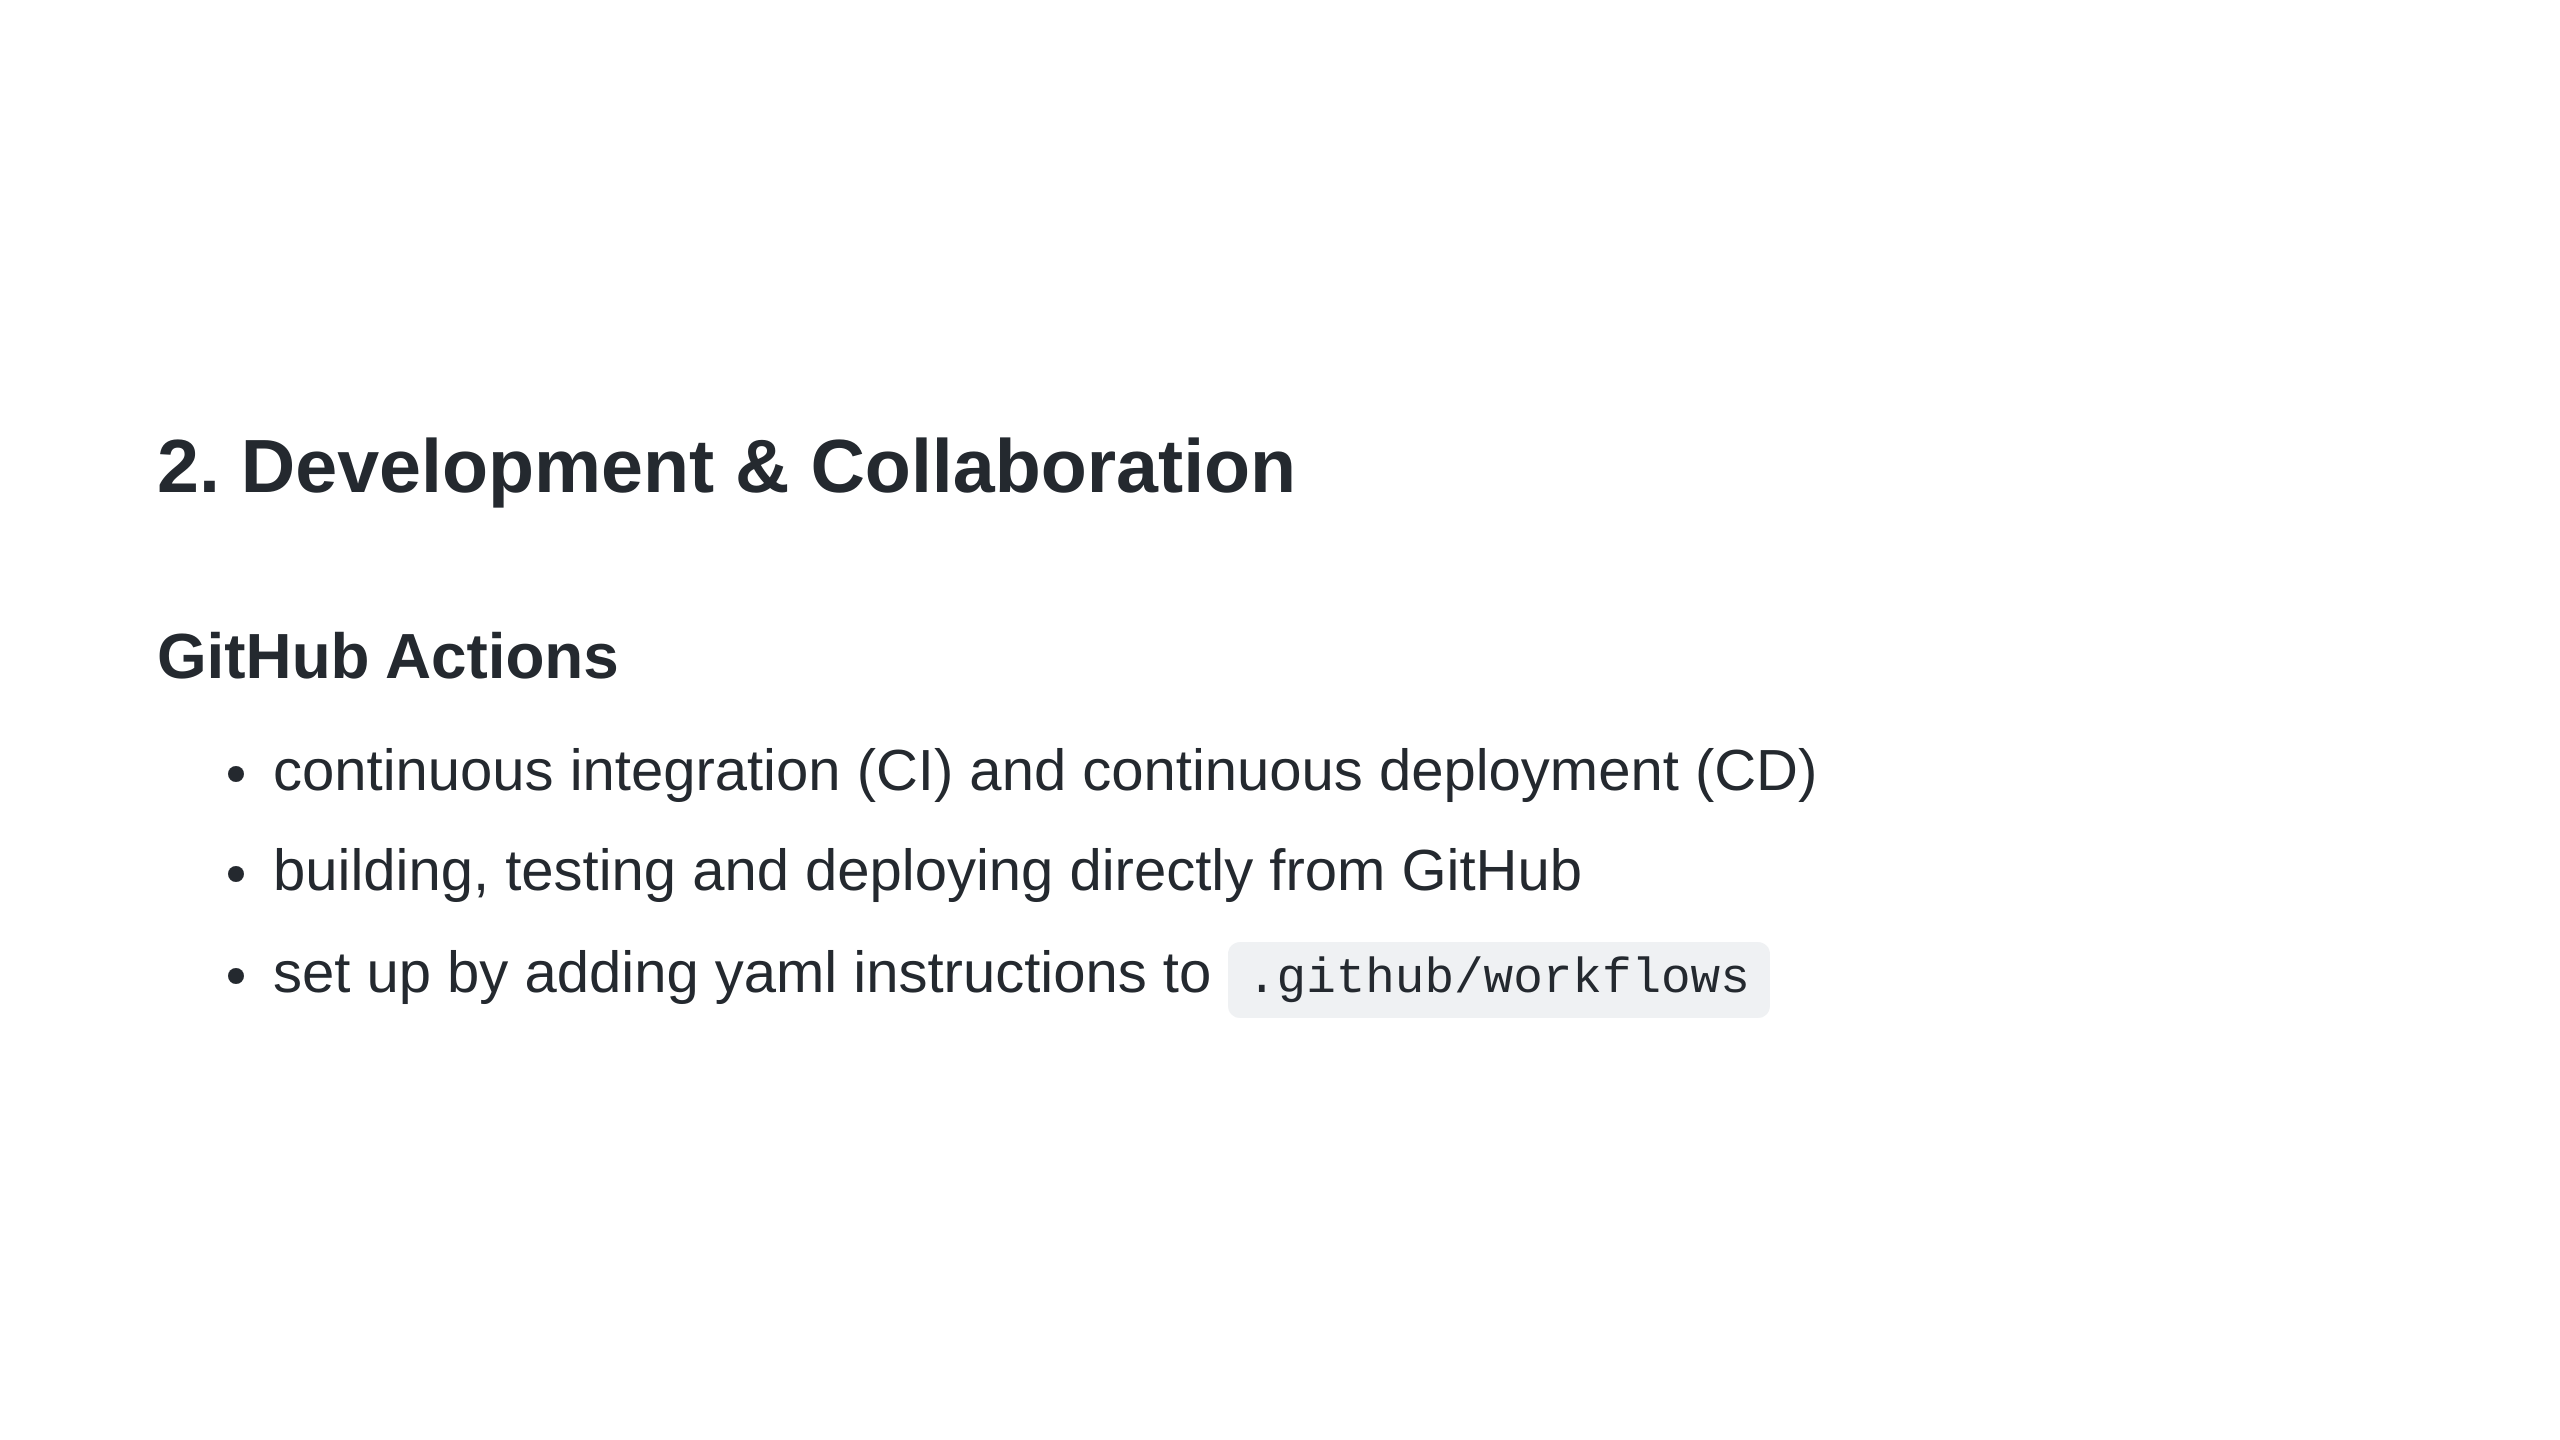 2. Development & Collaboration
GitHub Actions
• continuous integration (CI) and continuous deployment (CD)
• building, testing and deploying directly from GitHub
• set up by adding yaml instructions to .github/workflows